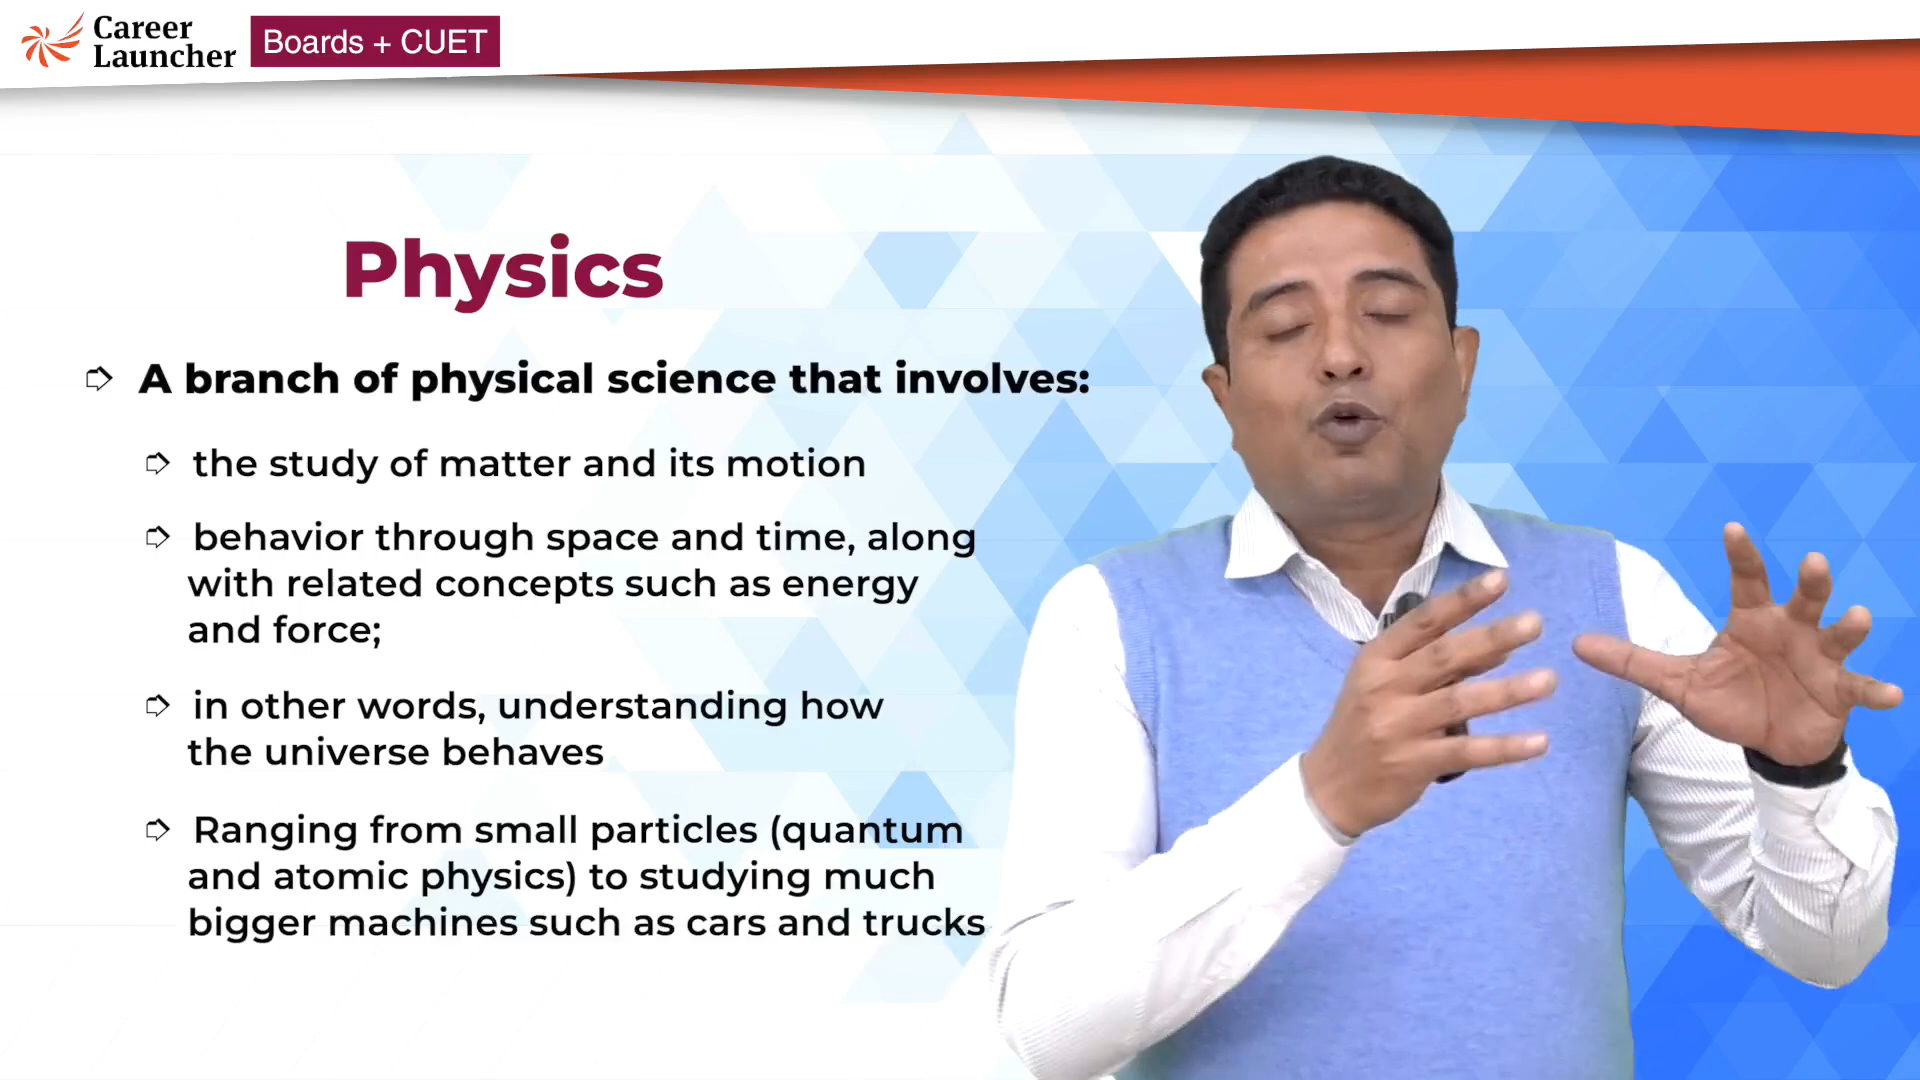 Career
Launcher
Boards + CUET
Physics
➩ A branch of physical science that involves:
➩ the study of matter and its motion
➩ behavior through space and time, along
with related concepts such as energy
and force;
➩ in other words, understanding how
the universe behaves
➩ Ranging from small particles (quantum
and atomic physics) to studying much
bigger machines such as cars and trucks